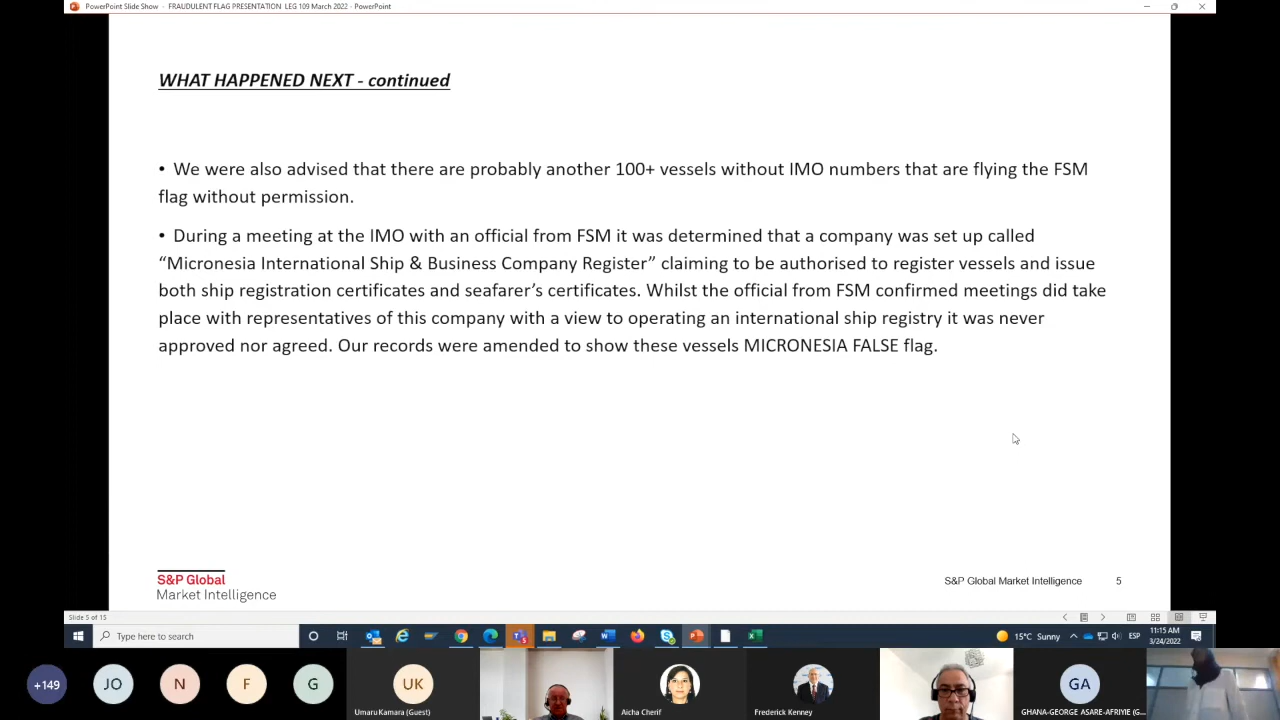 PowerPoint Slide Show - FRAUDULENT FLAG PRESENTATION LEG 109 March 2022 - PowerPoint
WHAT HAPPENED NEXT - continued
• We were also advised that there are probably another 100+ vessels without IMO numbers that are flying the FSM
flag without permission.
• During a meeting at the IMO with an official from FSM it was determined that a company was set up called
“Micronesia International Ship & Business Company Register” claiming to be authorised to register vessels and issue
both ship registration certificates and seafarer’s certificates. Whilst the official from FSM confirmed meetings did take
place with representatives of this company with a view to operating an international ship registry it was never
approved nor agreed. Our records were amended to show these vessels MICRONESIA FALSE flag.
S&P Global
Market Intelligence
S&P Global Market Intelligence 5
Slide 5 of 15
Type here to search
15°C Sunny
ESP
11:15 AM
3/24/2022
+149
JO
N
F
G
UK
Umaru Kamara (Guest)
Aicha Cherif
Frederick Kenney
GA
GHANA-GEORGE ASARE-AFRIYIE (G...